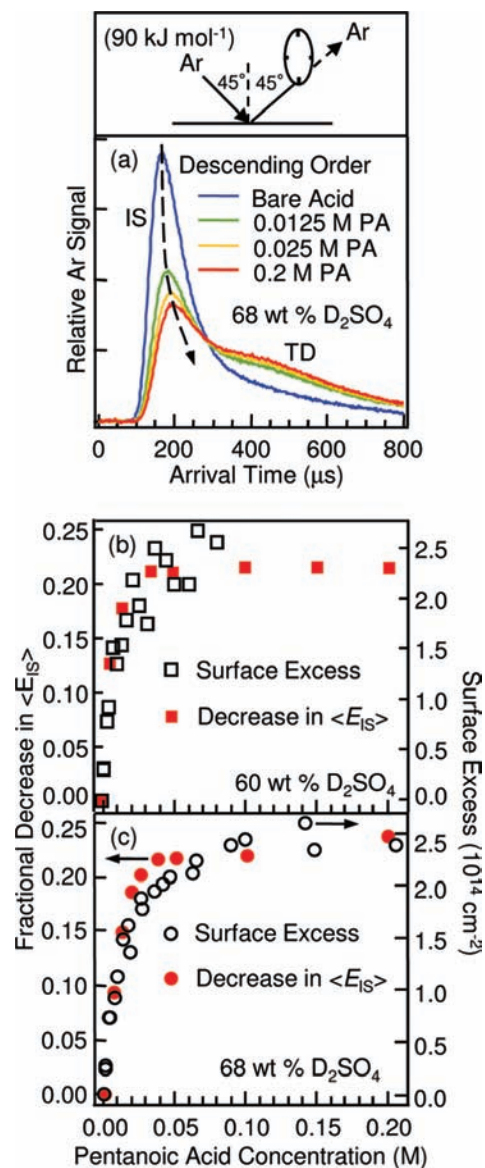 (90 kJ mol⁻¹)
Ar
45°
45°
Ar
(a)
Descending Order
IS
Bare Acid
0.0125 M PA
0.025 M PA
0.2 M PA
68 wt % D₂SO₄
TD
Relative Ar Signal
0
200
400
600
800
Arrival Time (μs)
(b)
0.25
0.20
0.15
0.10
0.05
0.00
2.5
2.0
1.5
1.0
0.5
0.0
Surface Excess
Decrease in <E_IS>
60 wt % D₂SO₄
(c)
0.25
0.20
0.15
0.10
0.05
0.00
2.5
2.0
1.5
1.0
0.5
0.0
Surface Excess
Decrease in <E_IS>
68 wt % D₂SO₄
Fractional Decrease in <E_IS>
Surface Excess (10¹⁴ cm⁻²)
0.00
0.05
0.10
0.15
0.20
Pentanoic Acid Concentration (M)